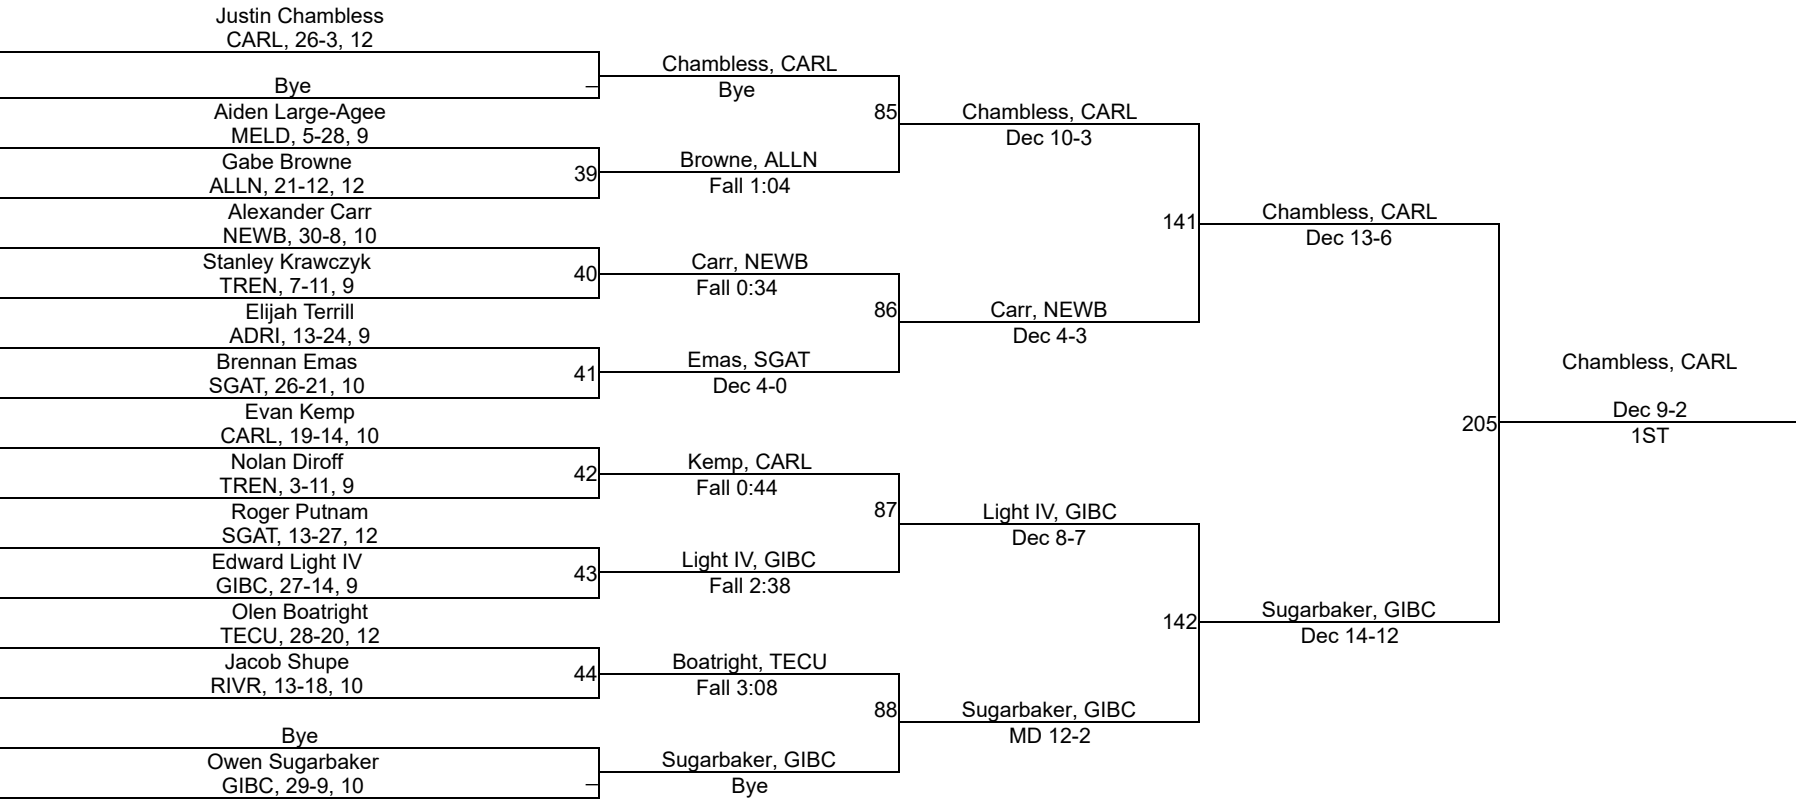 Justin Chambless
CARL, 26-3, 12
Bye
–
Aiden Large-Agee
MELD, 5-28, 9
Gabe Browne
ALLN, 21-12, 12
39
Alexander Carr
NEWB, 30-8, 10
Stanley Krawczyk
TREN, 7-11, 9
40
Elijah Terrill
ADRI, 13-24, 9
Brennan Emas
SGAT, 26-21, 10
41
Evan Kemp
CARL, 19-14, 10
Nolan Diroff
TREN, 3-11, 9
42
Roger Putnam
SGAT, 13-27, 12
Edward Light IV
GIBC, 27-14, 9
43
Olen Boatright
TECU, 28-20, 12
Jacob Shupe
RIVR, 13-18, 10
44
Bye
Owen Sugarbaker
GIBC, 29-9, 10
–
Chambless, CARL
Bye
85
Browne, ALLN
Fall 1:04
Carr, NEWB
Fall 0:34
86
Emas, SGAT
Dec 4-0
Kemp, CARL
Fall 0:44
87
Light IV, GIBC
Fall 2:38
Boatright, TECU
Fall 3:08
88
Sugarbaker, GIBC
Bye
Chambless, CARL
Dec 10-3
141
Carr, NEWB
Dec 4-3
Light IV, GIBC
Dec 8-7
142
Sugarbaker, GIBC
MD 12-2
Chambless, CARL
Dec 13-6
205
Sugarbaker, GIBC
Dec 14-12
Chambless, CARL
Dec 9-2
1ST